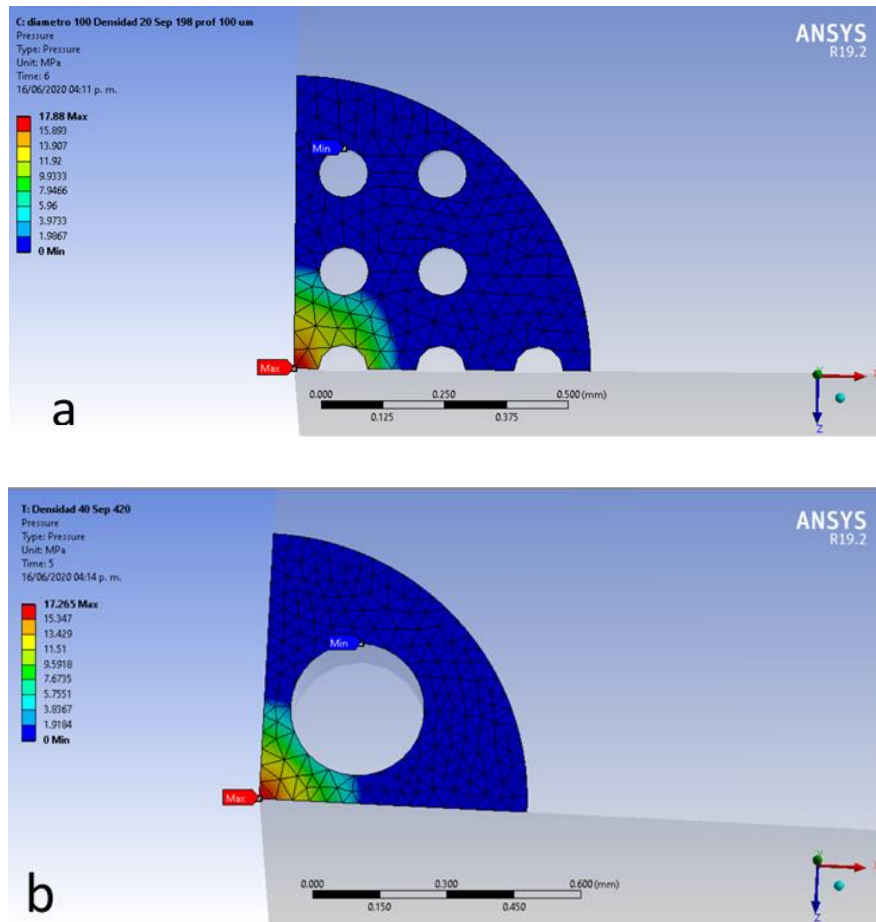 C: diametro 100 Densidad 20 Sep 198 prof 100 um
Pressure
Type: Pressure
Unit: MPa
Time: 6
16/06/2020 04:11 p. m.
17.88 Max
15.893
13.907
11.92
9.9333
7.9466
5.96
3.9733
1.9867
0 Min
ANSYS
R19.2
Min
Max
0.000 0.250 0.500 (mm)
0.125 0.375
X
Y
Z
a
T: Densidad 40 Sep 420
Pressure
Type: Pressure
Unit: MPa
Time: 5
16/06/2020 04:14 p. m.
17.265 Max
15.347
13.429
11.51
9.5918
7.6735
5.7551
3.8367
1.9184
0 Min
ANSYS
R19.2
Min
Max
0.000 0.300 0.600 (mm)
0.150 0.450
Y
X
Z
b